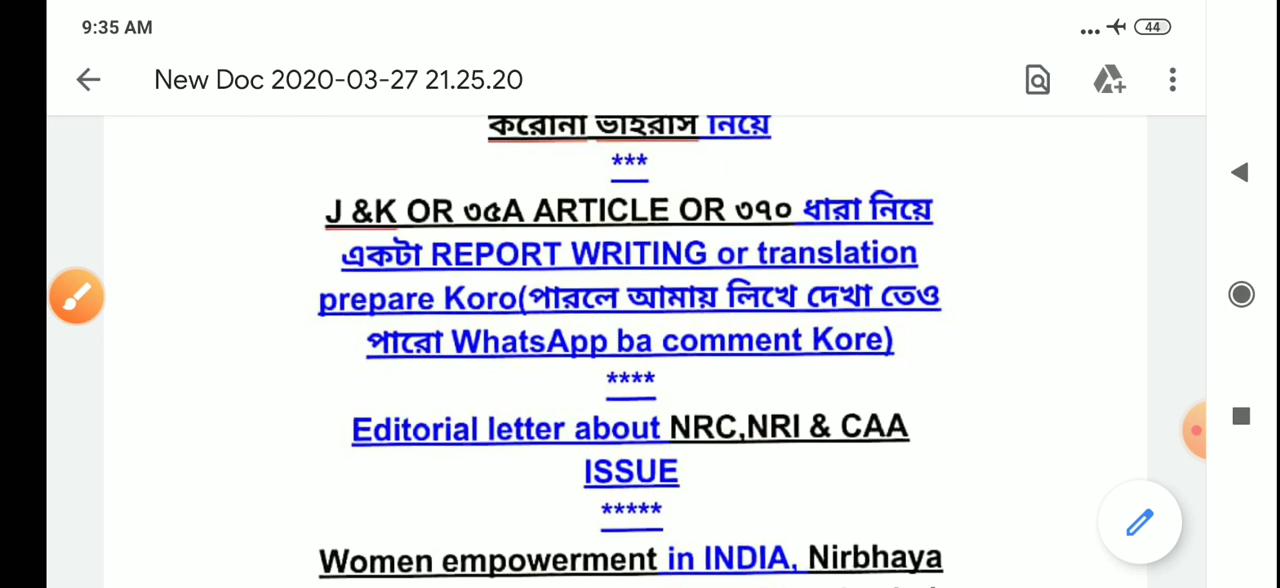 9:35 AM
44
New Doc 2020-03-27 21.25.20
করোনা ভাইরাস নিয়ে
***
J &K OR ৩৫A ARTICLE OR ৩৭০ ধারা নিয়ে
একটা REPORT WRITING or translation
prepare Koro(পারলে আমায় লিখে দেখা তেও
পারো WhatsApp ba comment Kore)
****
Editorial letter about NRC,NRI & CAA
ISSUE
*****
Women empowerment in INDIA, Nirbhaya